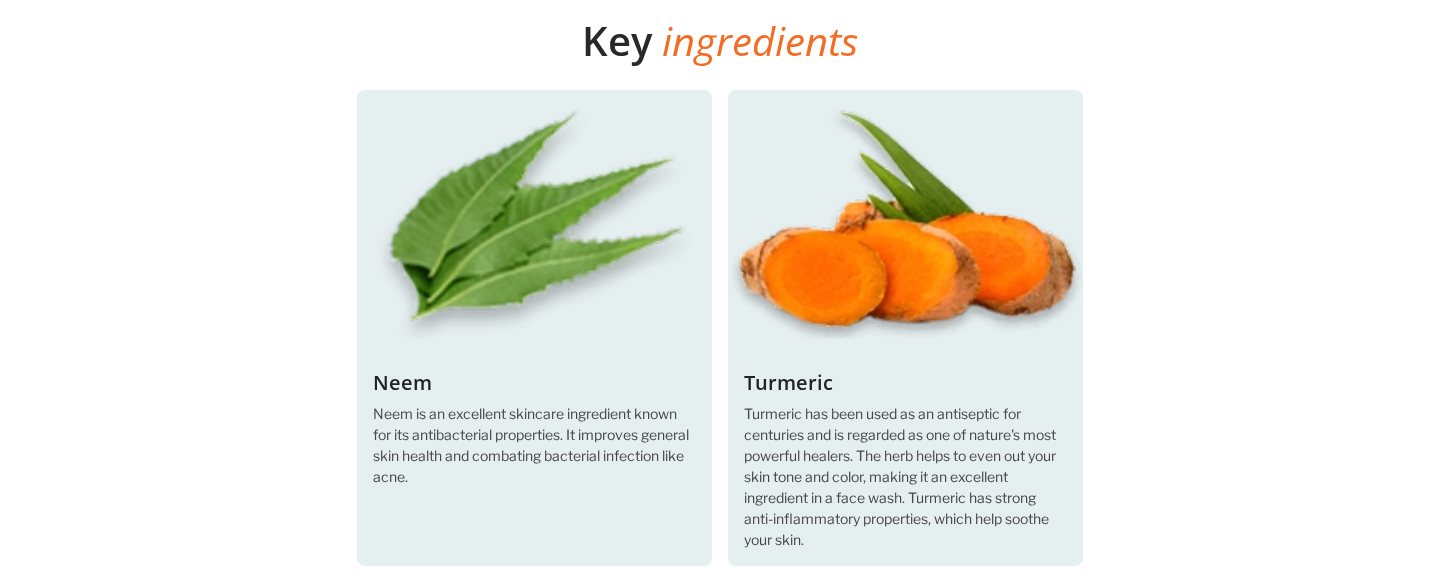 Key ingredients
Neem
Neem is an excellent skincare ingredient known
for its antibacterial properties. It improves general
skin health and combating bacterial infection like
acne.
Turmeric
Turmeric has been used as an antiseptic for
centuries and is regarded as one of nature's most
powerful healers. The herb helps to even out your
skin tone and color, making it an excellent
ingredient in a face wash. Turmeric has strong
anti-inflammatory properties, which help soothe
your skin.